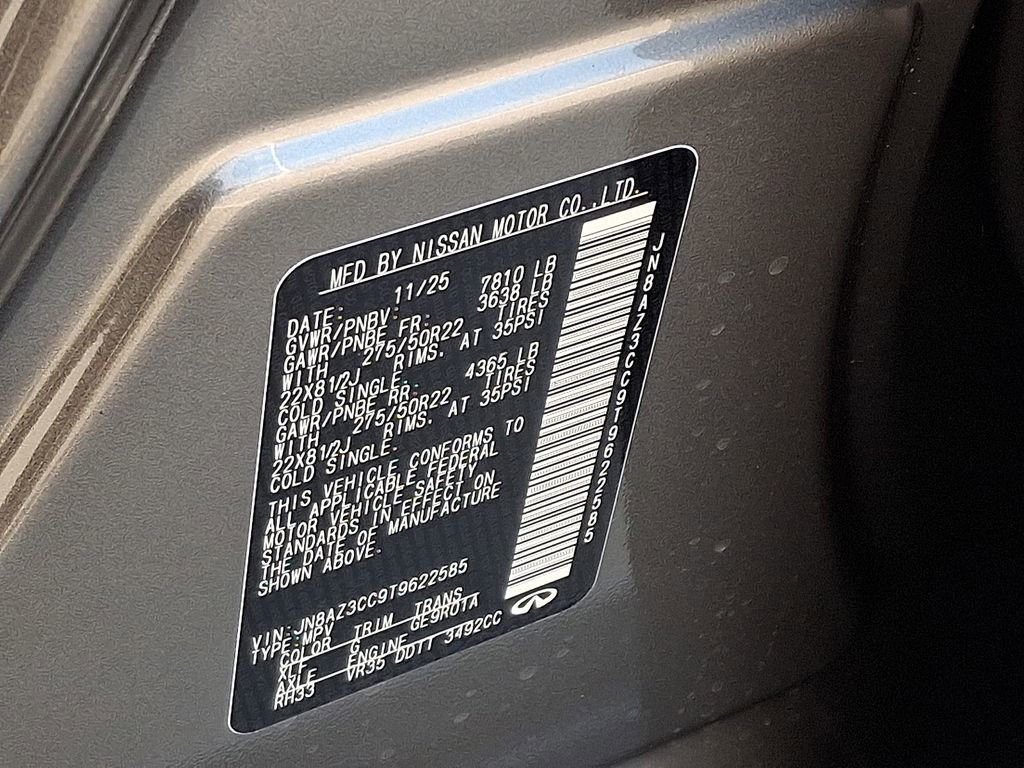 MFD BY NISSAN MOTOR CO.,LTD.
DATE: 11/25
GVWR/PNBV: 7810 LB
GAWR/PNBE FR: 3638 LB
WITH 275/50R22 TIRES
22X81/2J RIMS. AT 35PSI
COLD SINGLE.
GAWR/PNBE RR: 4365 LB
WITH 275/50R22 TIRES
22X81/2J RIMS. AT 35PSI
COLD SINGLE.
THIS VEHICLE CONFORMS TO
ALL APPLICABLE FEDERAL
MOTOR VEHICLE SAFETY
STANDARDS IN EFFECT ON
THE DATE OF MANUFACTURE
SHOWN ABOVE.
VIN:JN8AZ3CC9T9622585
TYPE:MPV
COLOR TRIM TRANS
G GE9R01A
AXLE ENGINE
RH33 VR35 DDTT 3492CC
JN8AZ3CC9T9622585